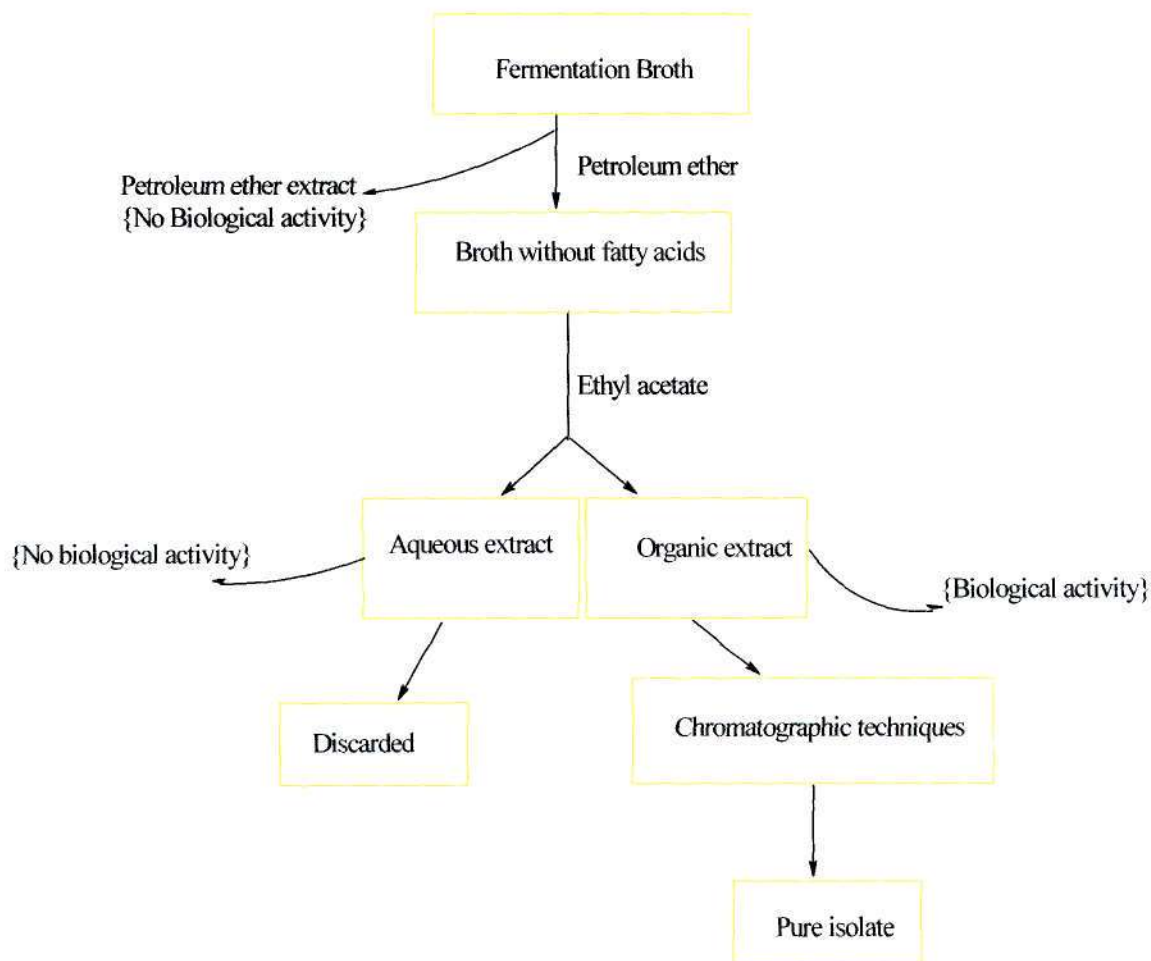 Fermentation Broth
Petroleum ether
Petroleum ether extract
{No Biological activity}
Broth without fatty acids
Ethyl acetate
Aqueous extract
Organic extract
{No biological activity}
{Biological activity}
Discarded
Chromatographic techniques
Pure isolate